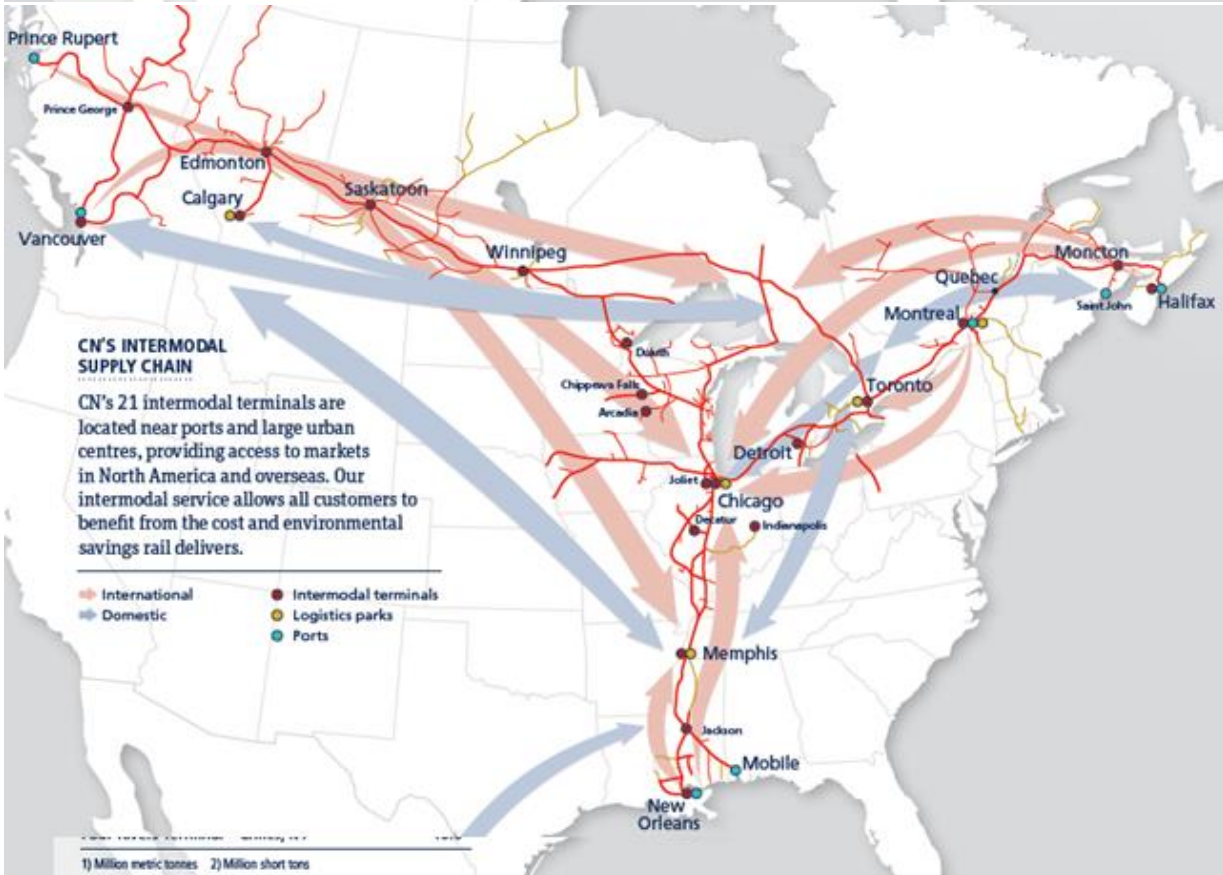 Prince Rupert
Prince George
Edmonton
Saskatoon
Calgary
Vancouver
Winnipeg
Moncton
Quebec
Saint John
Halifax
Montreal
Duluth
Chippewa Falls
Arcadia
Toronto
Detroit
Joliet
Chicago
Decatur
Indianapolis
CN'S INTERMODAL
SUPPLY CHAIN
CN's 21 intermodal terminals are
located near ports and large urban
centres, providing access to markets
in North America and overseas. Our
intermodal service allows all customers to
benefit from the cost and environmental
savings rail delivers.
International
Domestic
Intermodal terminals
Logistics parks
Ports
Memphis
Jackson
Mobile
New
Orleans
1) Million metric tonnes 2) Million short tons